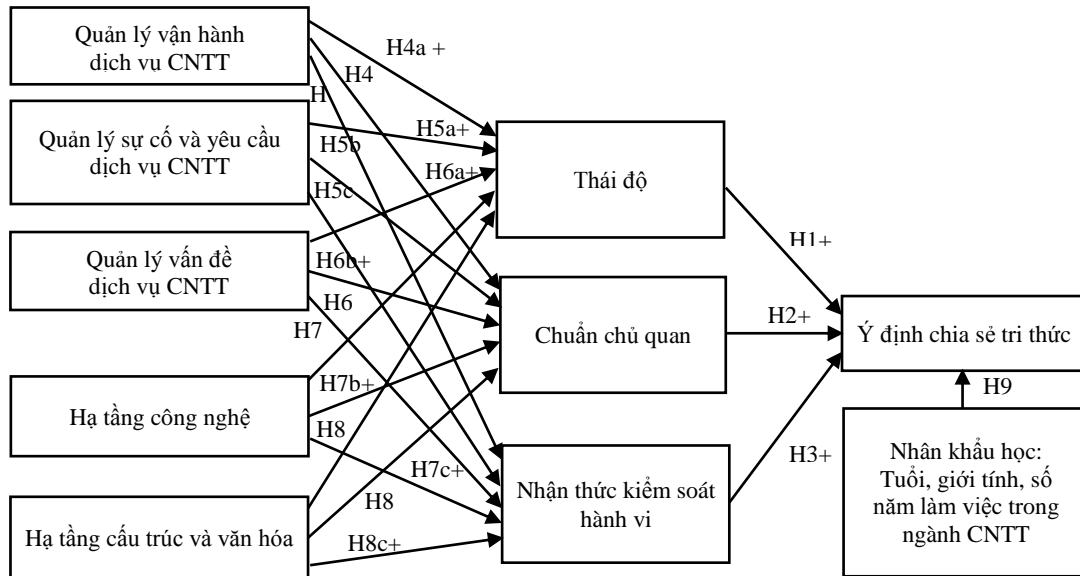 Quản lý vận hành
dịch vụ CNTT
Quản lý sự cố và yêu cầu
dịch vụ CNTT
Quản lý vấn đề
dịch vụ CNTT
Hạ tầng công nghệ
Hạ tầng cấu trúc và văn hóa
H4a +
H4
H
H5a+
H5b
H6a+
H5c
H6b+
H6
H7
H7b+
H8
H7c+
H8
H8c+
Thái độ
Chuẩn chủ quan
Nhận thức kiểm soát
hành vi
H1+
H2+
H3+
Ý định chia sẻ tri thức
H9
Nhân khẩu học:
Tuổi, giới tính, số
năm làm việc trong
ngành CNTT